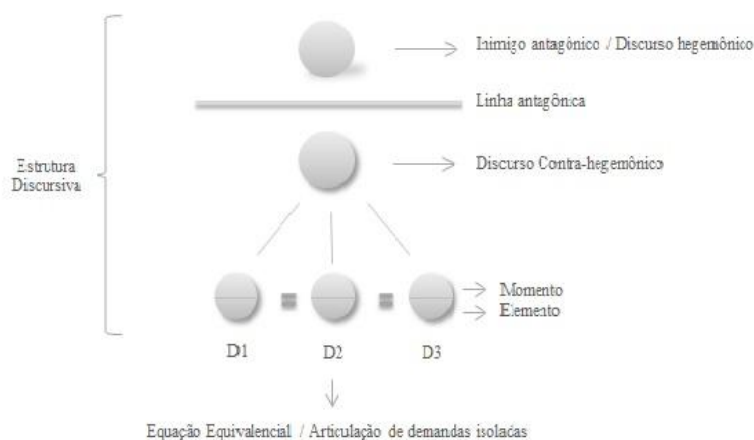 Inimigo antagônico / Discurso hegemônico
Linha antagônica
Estrutura
Discursiva
Discurso Contra-hegemônico
Momento
Elemento
D1 D2 D3
Equação Equivalencial / Articulação de demandas isoladas